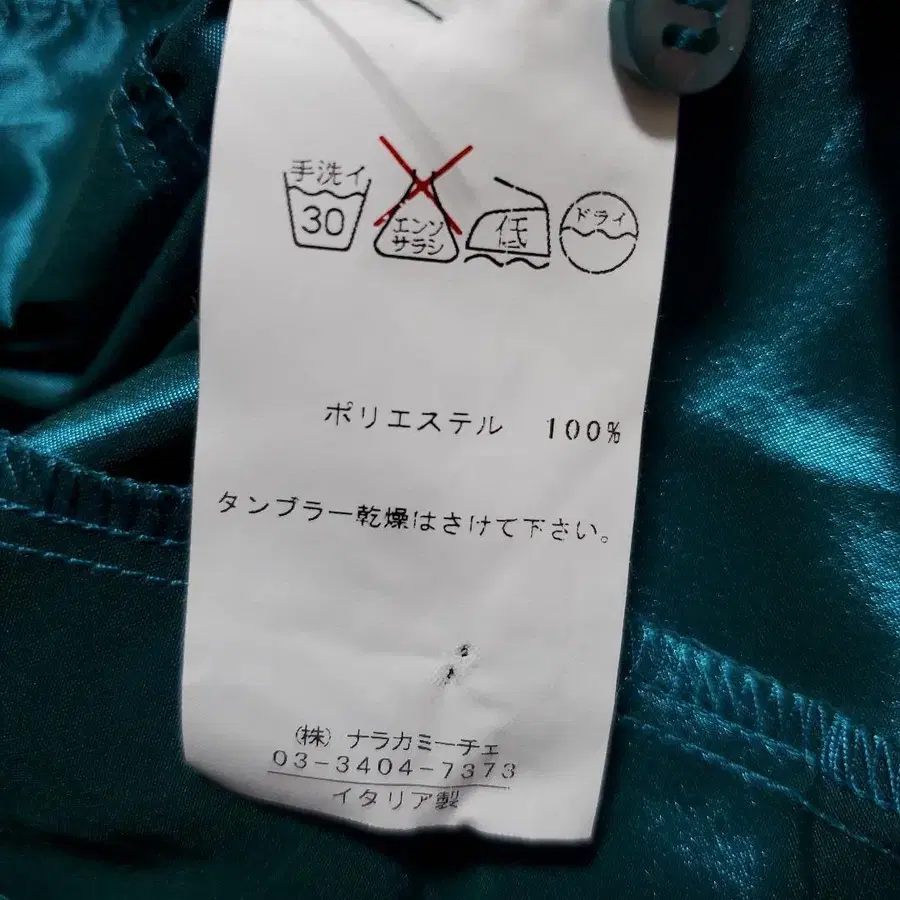 手洗イ
30
エンソ
サラシ
低
ドライ
ポリエステル 100%
タンブラー乾燥はさけて下さい。
(株) ナラカミーチェ
03-3404-7373
イタリア製